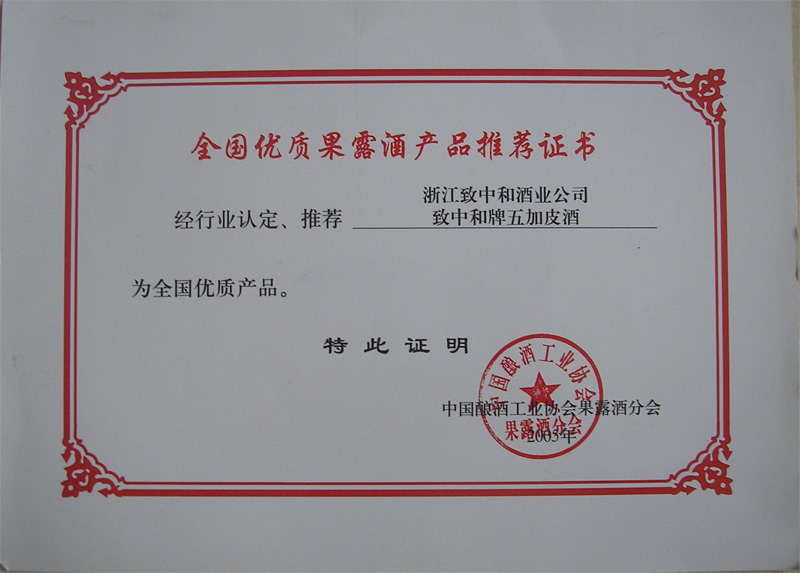 全国优质果露酒产品推荐证书
浙江致中和酒业公司
经行业认定、推荐 致中和牌五加皮酒
为全国优质产品。
特此证明
中国酿酒工业协会
中国酿酒工业协会果露酒分会
果露酒分会
2005年